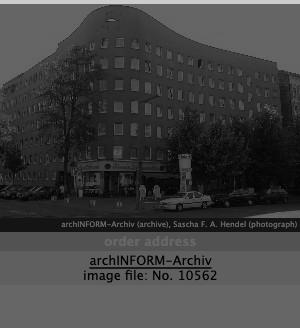 archINFORM-Archiv (archive), Sascha F. A. Hendel (photograph)
order address
archINFORM-Archiv
image file: No. 10562